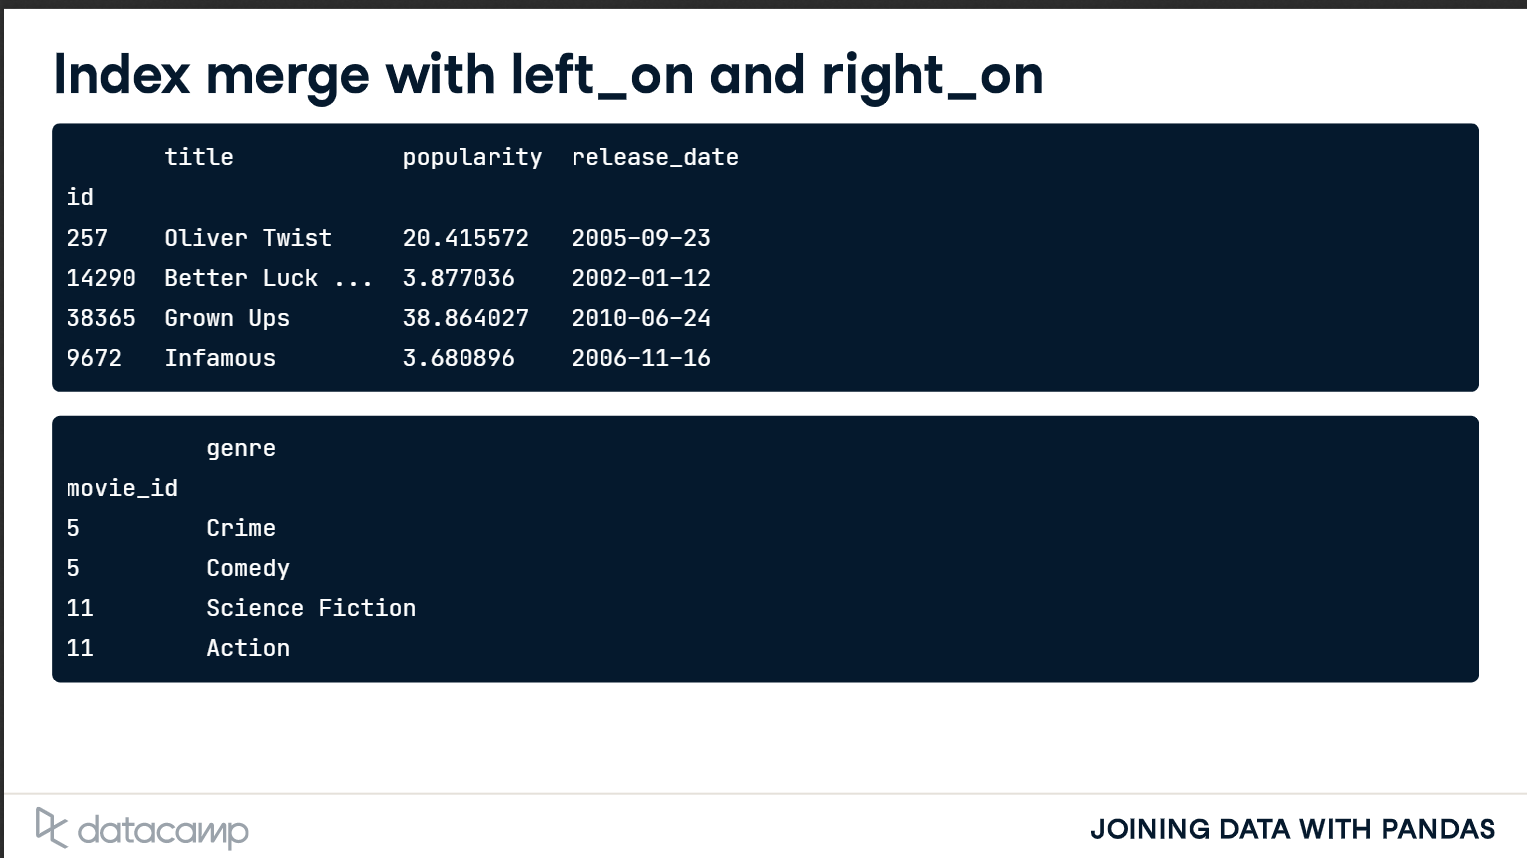 Index merge with left_on and right_on
title popularity release_date
id
257 Oliver Twist 20.415572 2005-09-23
14290 Better Luck ... 3.877036 2002-01-12
38365 Grown Ups 38.864027 2010-06-24
9672 Infamous 3.680896 2006-11-16
genre
movie_id
5 Crime
5 Comedy
11 Science Fiction
11 Action
datacamp
JOINING DATA WITH PANDAS